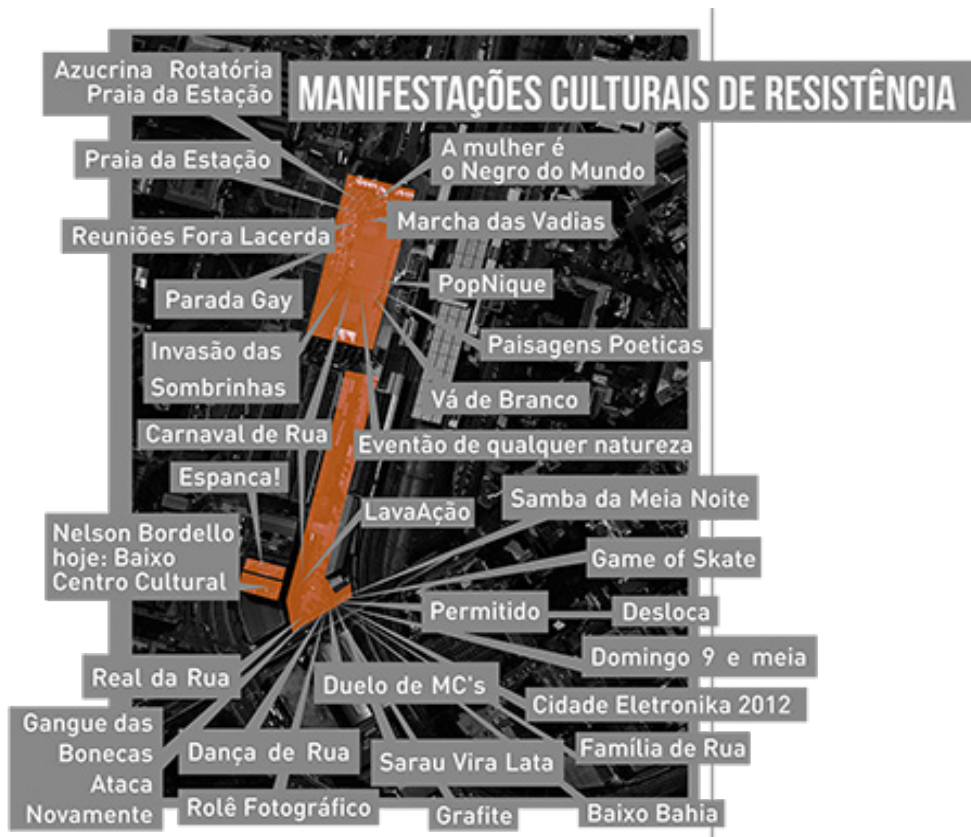 MANIFESTAÇÕES CULTURAIS DE RESISTÊNCIA
Azucrina Rotatória
Praia da Estação
Praia da Estação
A mulher é
o Negro do Mundo
Reuniões Fora Lacerda
Marcha das Vadias
Parada Gay
PopNique
Invasão das
Sombrinhas
Paisagens Poeticas
Vá de Branco
Carnaval de Rua
Eventão de qualquer natureza
Espanca!
LavaAção
Samba da Meia Noite
Nelson Bordello
hoje: Baixo
Centro Cultural
Game of Skate
Permitido
Desloca
Domingo 9 e meia
Real da Rua
Duelo de MC's
Cidade Eletronika 2012
Gangue das
Bonecas
Ataca
Novamente
Dança de Rua
Sarau Vira Lata
Família de Rua
Rolê Fotográfico
Grafite
Baixo Bahia